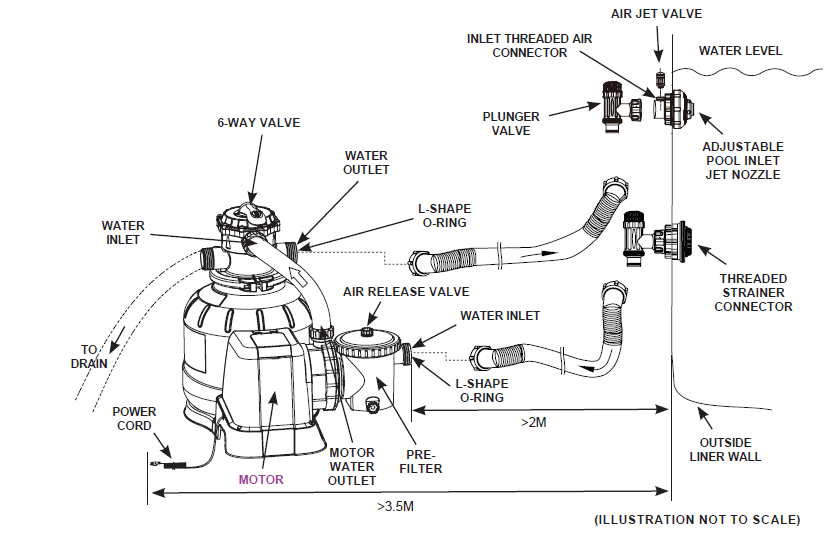 AIR JET VALVE
INLET THREADED AIR
CONNECTOR
WATER LEVEL
PLUNGER
VALVE
ADJUSTABLE
POOL INLET
JET NOZZLE
6-WAY VALVE
WATER
OUTLET
L-SHAPE
O-RING
WATER
INLET
THREADED
STRAINER
CONNECTOR
AIR RELEASE VALVE
WATER INLET
TO
DRAIN
L-SHAPE
O-RING
POWER
CORD
>2M
OUTSIDE
LINER WALL
MOTOR
MOTOR
WATER
OUTLET
PRE-
FILTER
>3.5M
(ILLUSTRATION NOT TO SCALE)